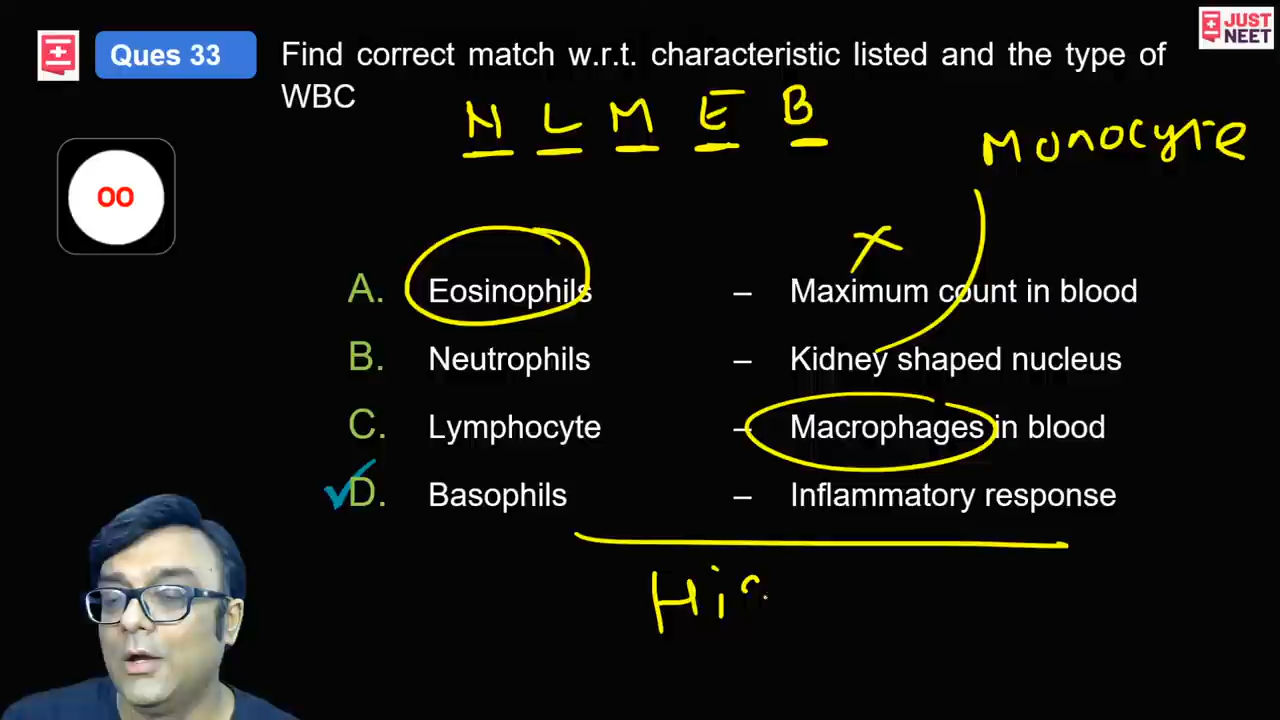 JUST
NEET
Ques 33 Find correct match w.r.t. characteristic listed and the type of
WBC
N L M E B
Monocyte
00
A. Eosinophils – Maximum count in blood
B. Neutrophils – Kidney shaped nucleus
C. Lymphocyte – Macrophages in blood
D. Basophils – Inflammatory response